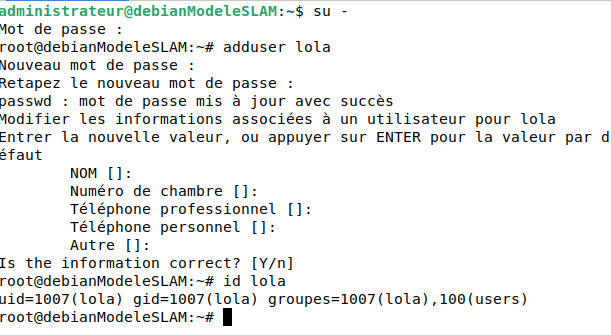 administrateur@debianModeleSLAM:~$ su -
Mot de passe :
root@debianModeleSLAM:~# adduser lola
Nouveau mot de passe :
Retapez le nouveau mot de passe :
passwd : mot de passe mis à jour avec succès
Modifier les informations associées à un utilisateur pour lola
Entrer la nouvelle valeur, ou appuyer sur ENTER pour la valeur par d
éfaut
        NOM []:
        Numéro de chambre []:
        Téléphone professionnel []:
        Téléphone personnel []:
        Autre []:
Is the information correct? [Y/n]
root@debianModeleSLAM:~# id lola
uid=1007(lola) gid=1007(lola) groupes=1007(lola),100(users)
root@debianModeleSLAM:~#